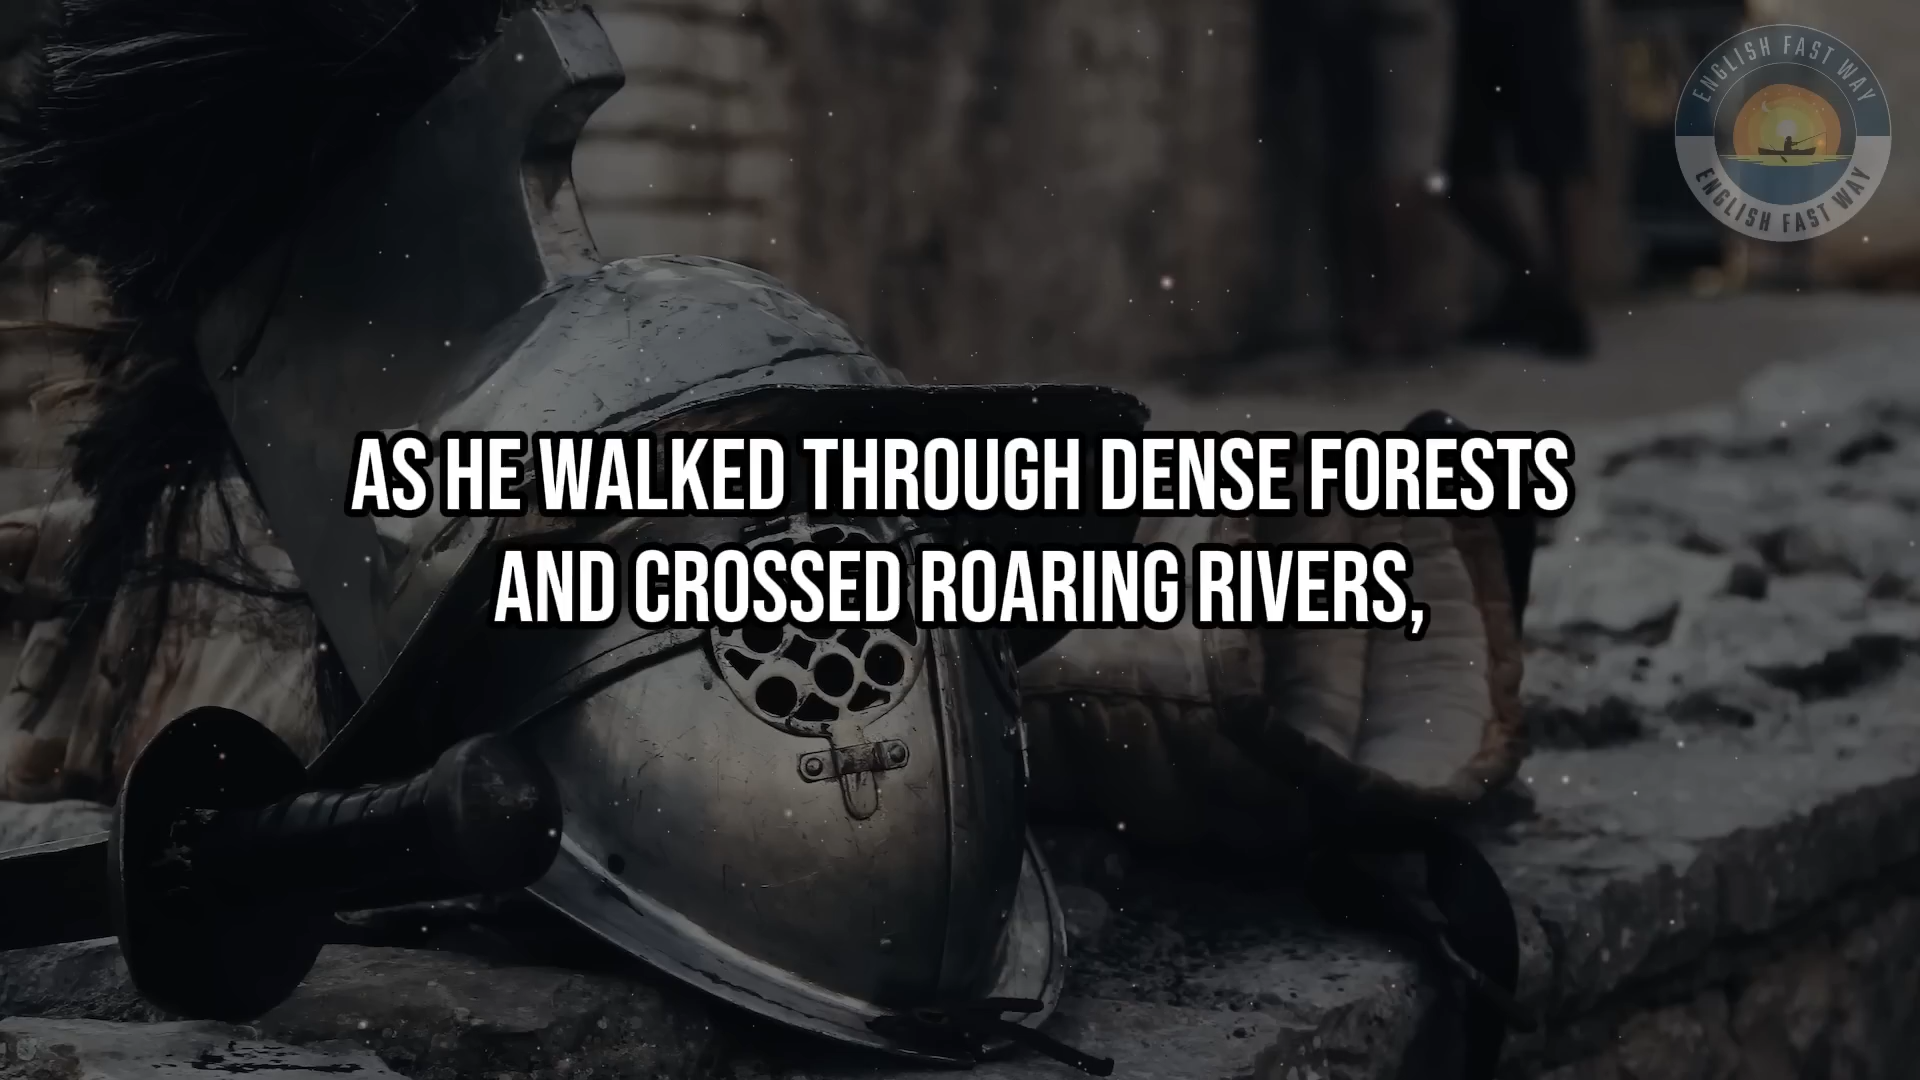 ENGLISH FAST WAY
AS HE WALKED THROUGH DENSE FORESTS
AND CROSSED ROARING RIVERS,
ENGLISH FAST WAY